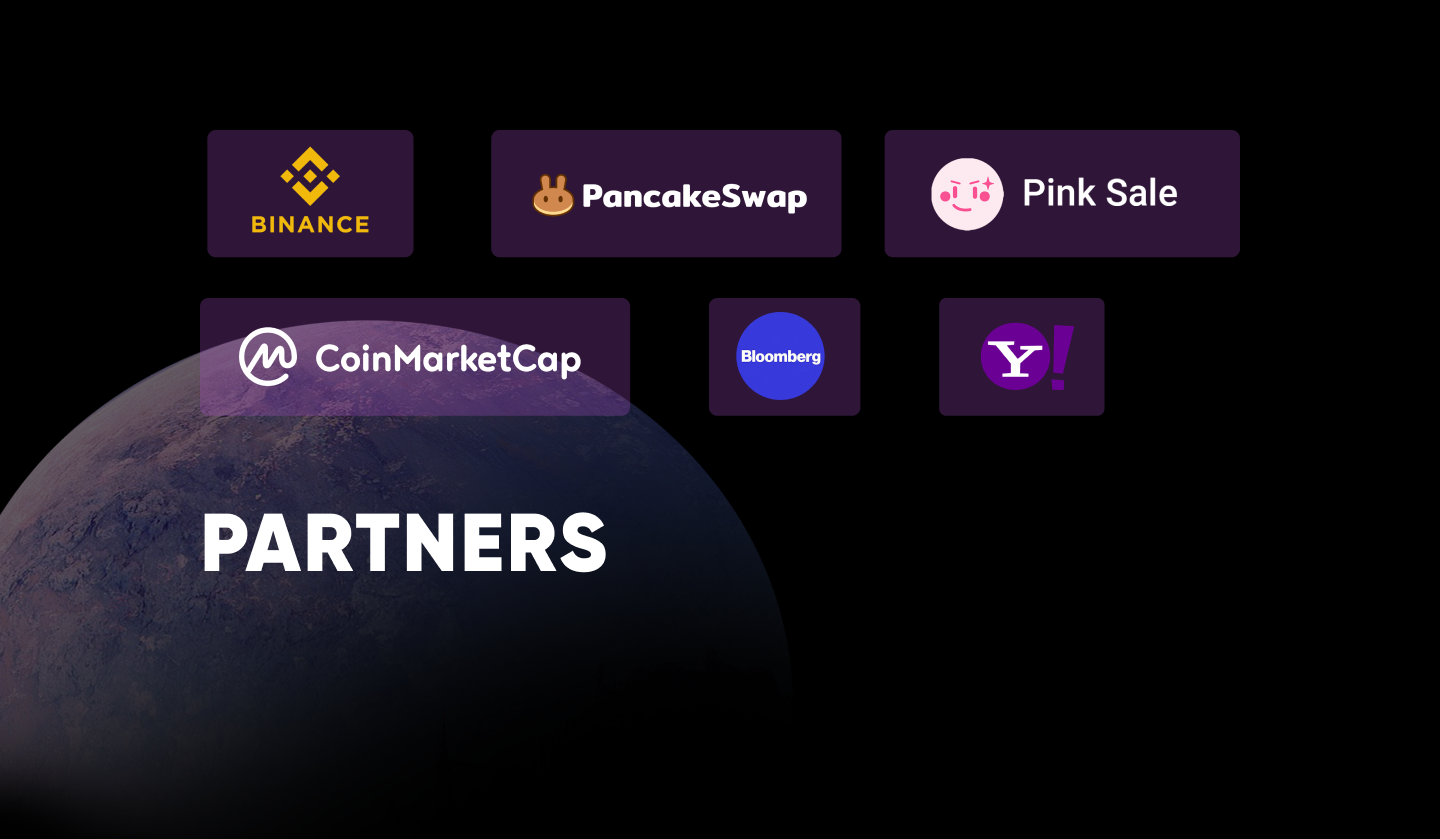 BINANCE
PancakeSwap
Pink Sale
CoinMarketCap
Bloomberg
Y!
PARTNERS